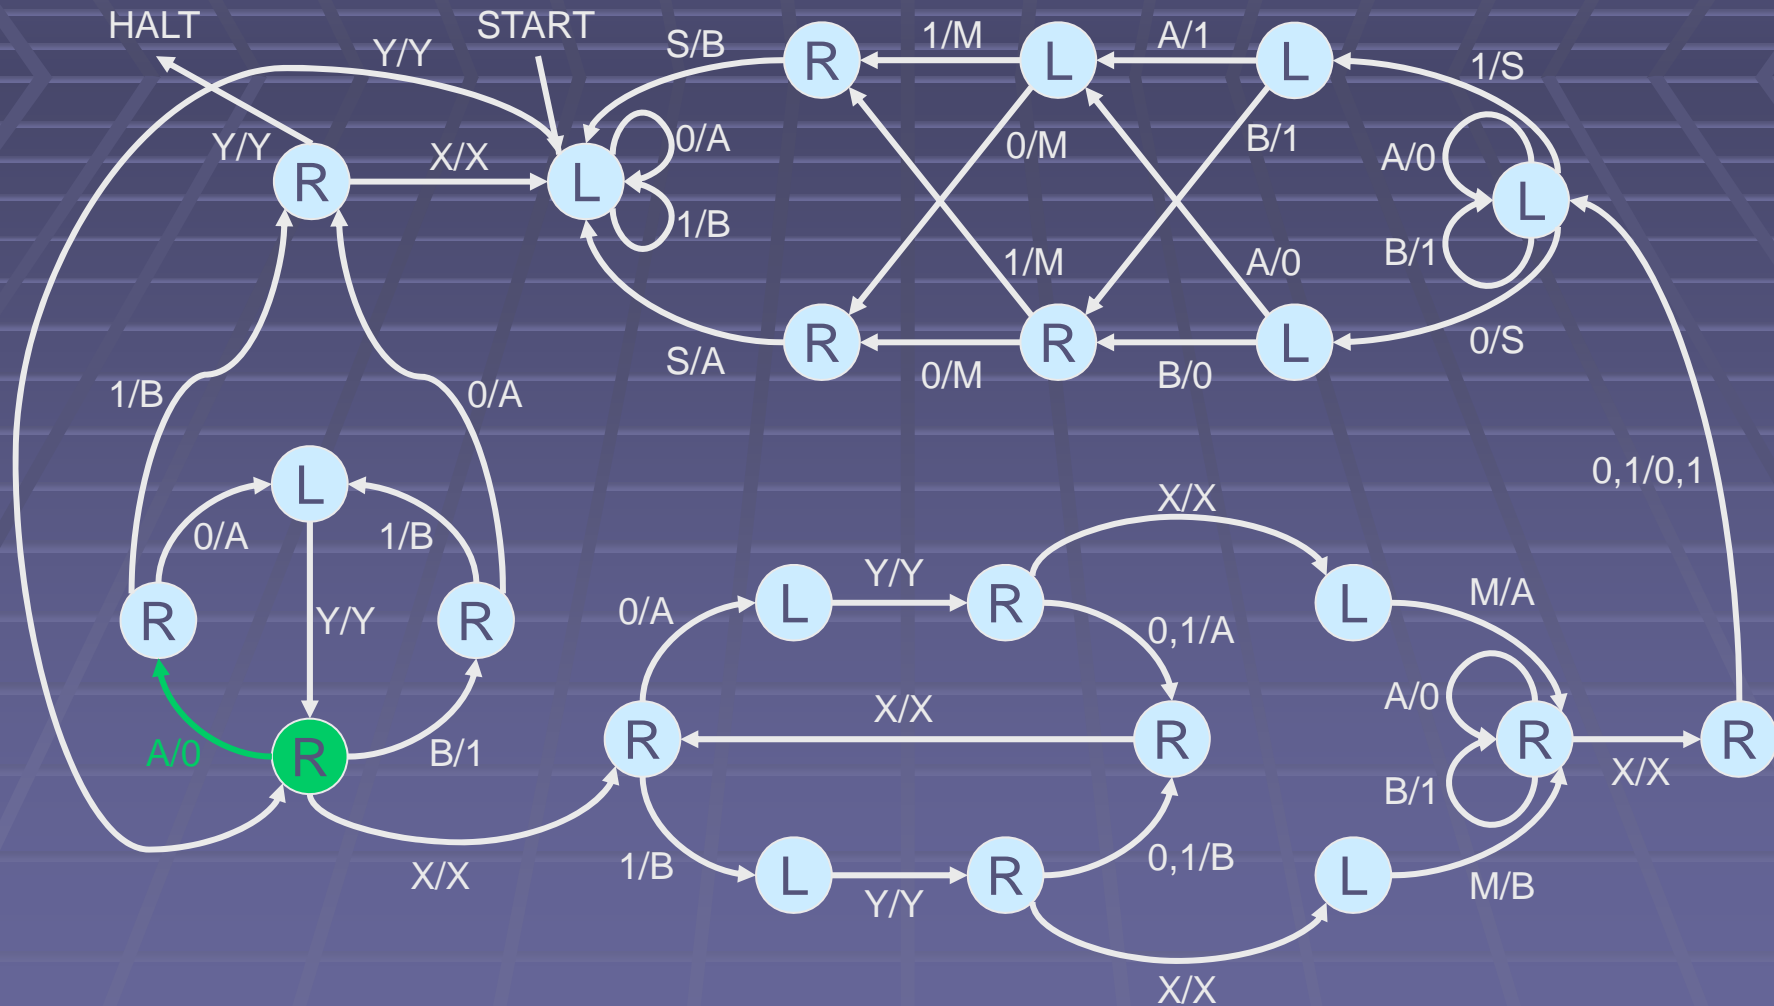 HALT
START
Y/Y
S/B
1/M
A/1
1/S
Y/Y
X/X
0/A
0/M
B/1
A/0
R
L
R
L
L
L
1/B
1/M
A/0
B/1
S/A
R
0/M
R
B/0
L
0/S
1/B
0/A
0,1/0,1
L
X/X
0/A
1/B
Y/Y
M/A
R
Y/Y
R
0/A
L
R
0,1/A
L
X/X
A/0
A/0
R
B/1
R
R
R
X/X
R
B/1
X/X
1/B
L
Y/Y
R
0,1/B
L
M/B
X/X